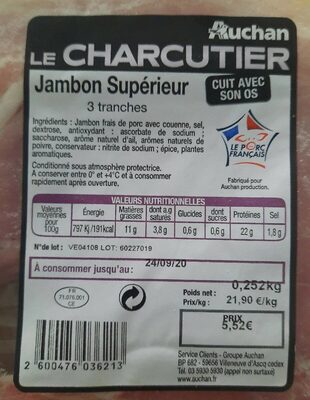 Auchan
LE CHARCUTIER
Jambon Supérieur
3 tranches
CUIT AVEC
SON OS
Ingrédients : Jambon frais de porc avec couenne, sel,
dextrose, antioxydant : ascorbate de sodium ;
saccharose, arôme naturel d'ail, arômes naturels de
poivre, conservateur : nitrite de sodium ; épice, plantes
aromatiques.
LE PORC
FRANÇAIS
Conditionné sous atmosphère protectrice.
A conserver entre 0° et +4°C et à consommer
rapidement après ouverture.
Fabriqué pour
Auchan production.
VALEURS NUTRITIONNELLES
Valeurs moyennes pour 100g Énergie Matières grasses dont a.g saturés Glucides dont sucres Protéines Sel
797 Kj /191kcal 11 g 3,8 g 0,6 g 0,6 g 22 g 1,8 g
N°de lot : VE04108 LOT: 60227019
À consommer jusqu'au : 24/09/20
FR
71.076.001
CE
Poids net : 0,252kg
Prix/kg : 21,90 €/kg
PRIX
5,52€
2 600476 036213
Service Clients - Groupe Auchan
BP 682 - 59656 Villeneuve d'Ascq cedex
Tel. 03 5930 5930 (appel non surtaxé)
www.auchan.fr